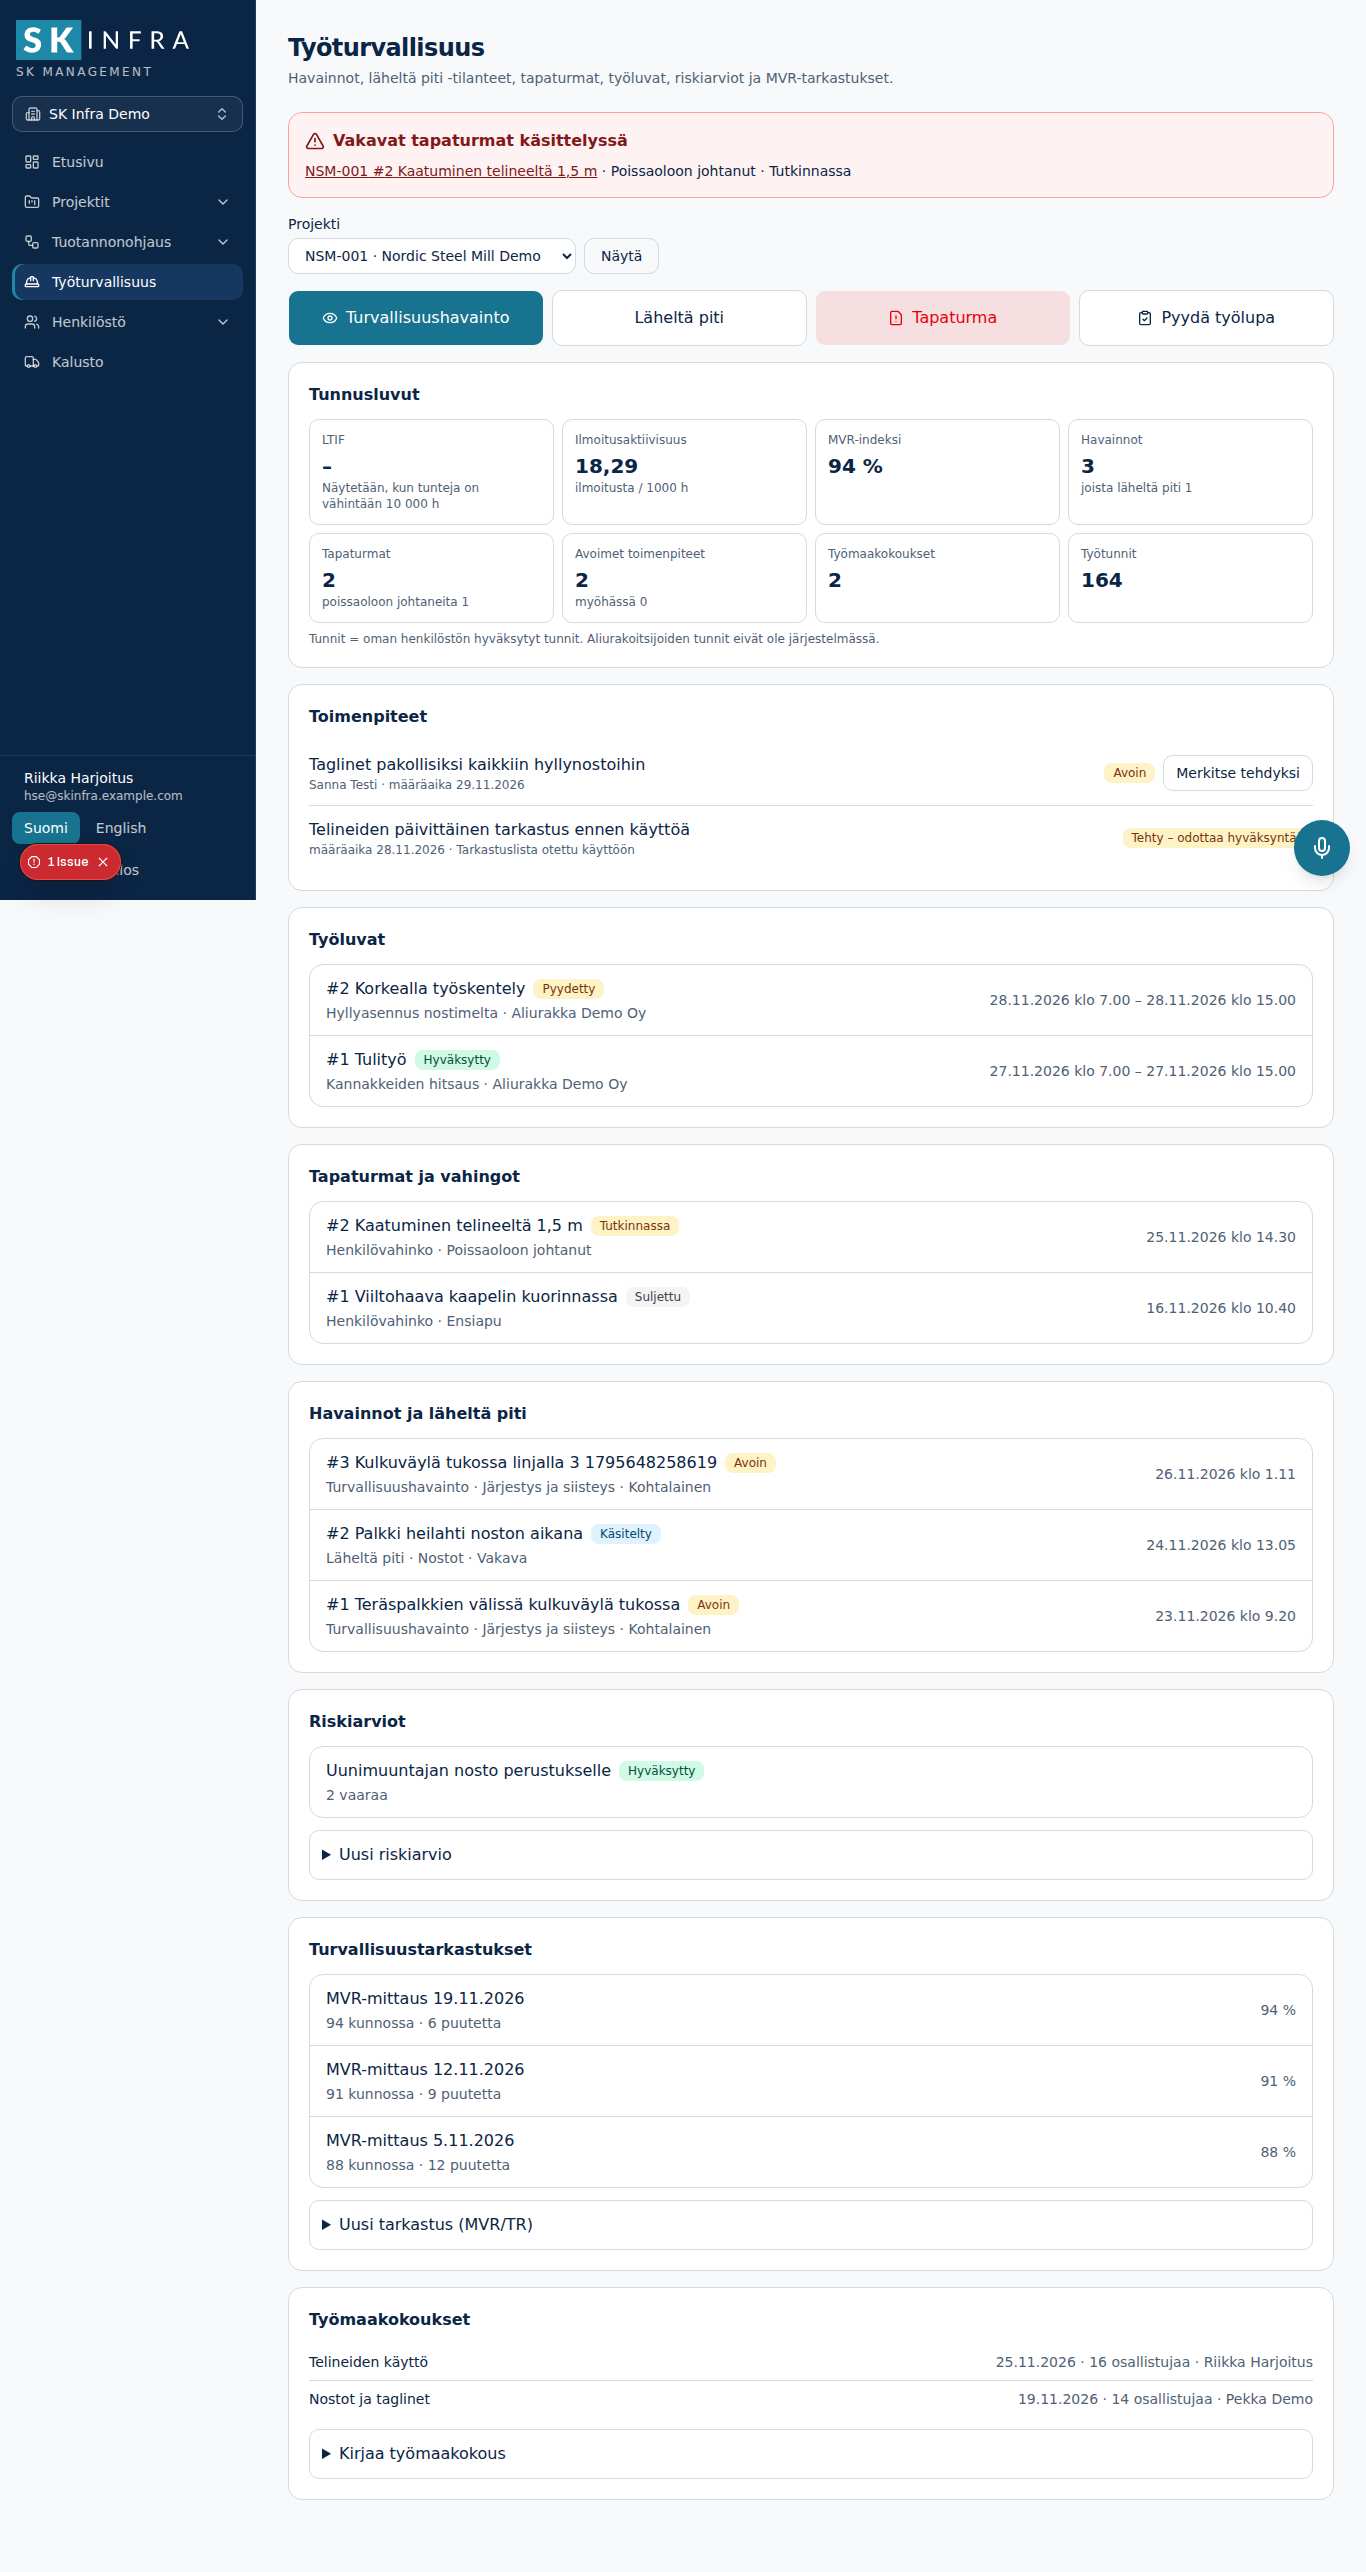 SK INFRA
SK MANAGEMENT
SK Infra Demo
Etusivu
Projektit
Tuotannonohjaus
Työturvallisuus
Henkilöstö
Kalusto
Riikka Harjoitus
hse@skinfra.example.com
Suomi English
1 Issue
Työturvallisuus
Havainnot, läheltä piti -tilanteet, tapaturmat, työluvat, riskiarviot ja MVR-tarkastukset.
Vakavat tapaturmat käsittelyssä
NSM-001 #2 Kaatuminen telineeltä 1,5 m · Poissaoloon johtanut · Tutkinnassa
Projekti
NSM-001 · Nordic Steel Mill Demo Näytä
Turvallisuushavainto Läheltä piti Tapaturma Pyydä työlupa
Tunnusluvut
LTIF
–
Näytetään, kun tunteja on
vähintään 10 000 h
Ilmoitusaktiivisuus
18,29
ilmoitusta / 1000 h
MVR-indeksi
94 %
Havainnot
3
joista läheltä piti 1
Tapaturmat
2
poissaoloon johtaneita 1
Avoimet toimenpiteet
2
myöhässä 0
Työmaakokoukset
2
Työtunnit
164
Tunnit = oman henkilöstön hyväksytyt tunnit. Aliurakoitsijoiden tunnit eivät ole järjestelmässä.
Toimenpiteet
Taglinet pakollisiksi kaikkiin hyllynostoihin
Sanna Testi · määräaika 29.11.2026
Avoin Merkitse tehdyksi
Telineiden päivittäinen tarkastus ennen käyttöä
määräaika 28.11.2026 · Tarkastuslista otettu käyttöön
Tehty – odottaa hyväksyntä
Työluvat
#2 Korkealla työskentely Pyydetty
Hyllyasennus nostimelta · Aliurakka Demo Oy
28.11.2026 klo 7.00 – 28.11.2026 klo 15.00
#1 Tulityö Hyväksytty
Kannakkeiden hitsaus · Aliurakka Demo Oy
27.11.2026 klo 7.00 – 27.11.2026 klo 15.00
Tapaturmat ja vahingot
#2 Kaatuminen telineeltä 1,5 m Tutkinnassa
Henkilövahinko · Poissaoloon johtanut
25.11.2026 klo 14.30
#1 Viiltohaava kaapelin kuorinnassa Suljettu
Henkilövahinko · Ensiapu
16.11.2026 klo 10.40
Havainnot ja läheltä piti
#3 Kulkuväylä tukossa linjalla 3 1795648258619 Avoin
Turvallisuushavainto · Järjestys ja siisteys · Kohtalainen
26.11.2026 klo 1.11
#2 Palkki heilahti noston aikana Käsitelty
Läheltä piti · Nostot · Vakava
24.11.2026 klo 13.05
#1 Teräspalkkien välissä kulkuväylä tukossa Avoin
Turvallisuushavainto · Järjestys ja siisteys · Kohtalainen
23.11.2026 klo 9.20
Riskiarviot
Uunimuuntajan nosto perustukselle Hyväksytty
2 vaaraa
Uusi riskiarvio
Turvallisuustarkastukset
MVR-mittaus 19.11.2026
94 kunnossa · 6 puutetta
94 %
MVR-mittaus 12.11.2026
91 kunnossa · 9 puutetta
91 %
MVR-mittaus 5.11.2026
88 kunnossa · 12 puutetta
88 %
Uusi tarkastus (MVR/TR)
Työmaakokoukset
Telineiden käyttö 25.11.2026 · 16 osallistujaa · Riikka Harjoitus
Nostot ja taglinet 19.11.2026 · 14 osallistujaa · Pekka Demo
Kirjaa työmaakokous